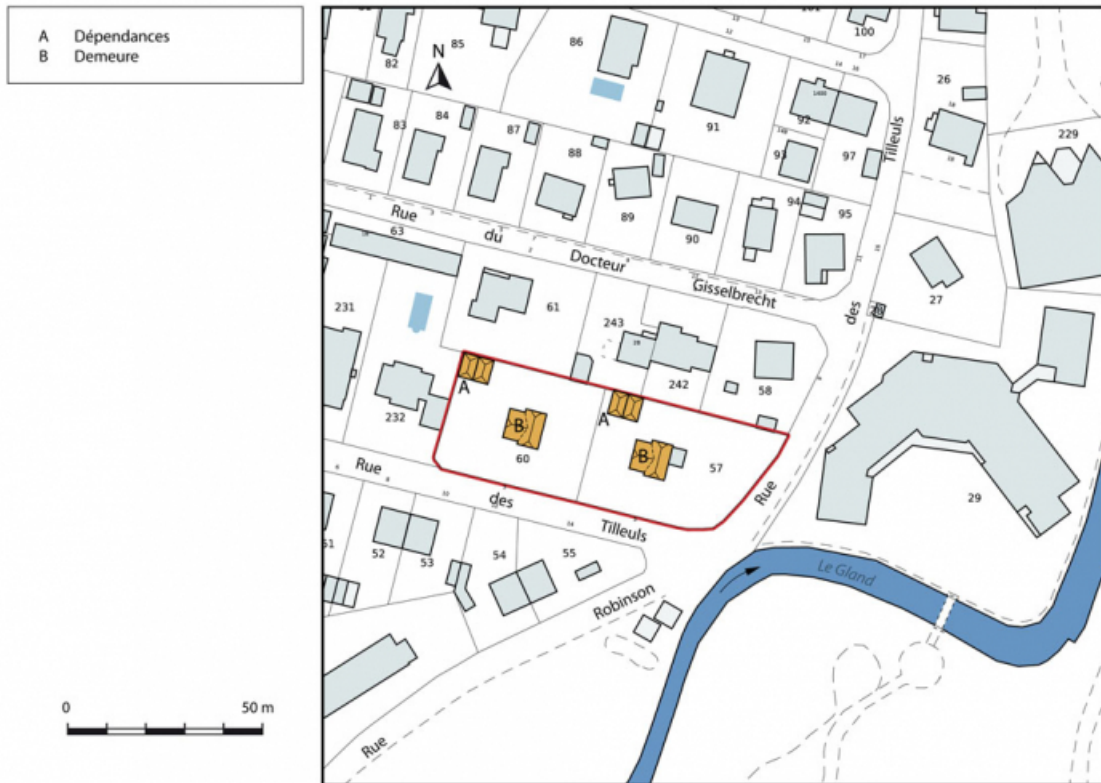 A Dépendances
B Demeure
N
82
85
86
100
26
229
83
84
87
88
91
92
93
97
Tilleuls
89
90
94
95
Rue
du
Docteur
Gisselbrecht
des
63
61
231
243
242
58
27
232
A
B
60
A
B
57
Rue
29
Rue
des
Tilleuls
52
53
54
55
Robinson
Le Gland
Rue
0 50 m